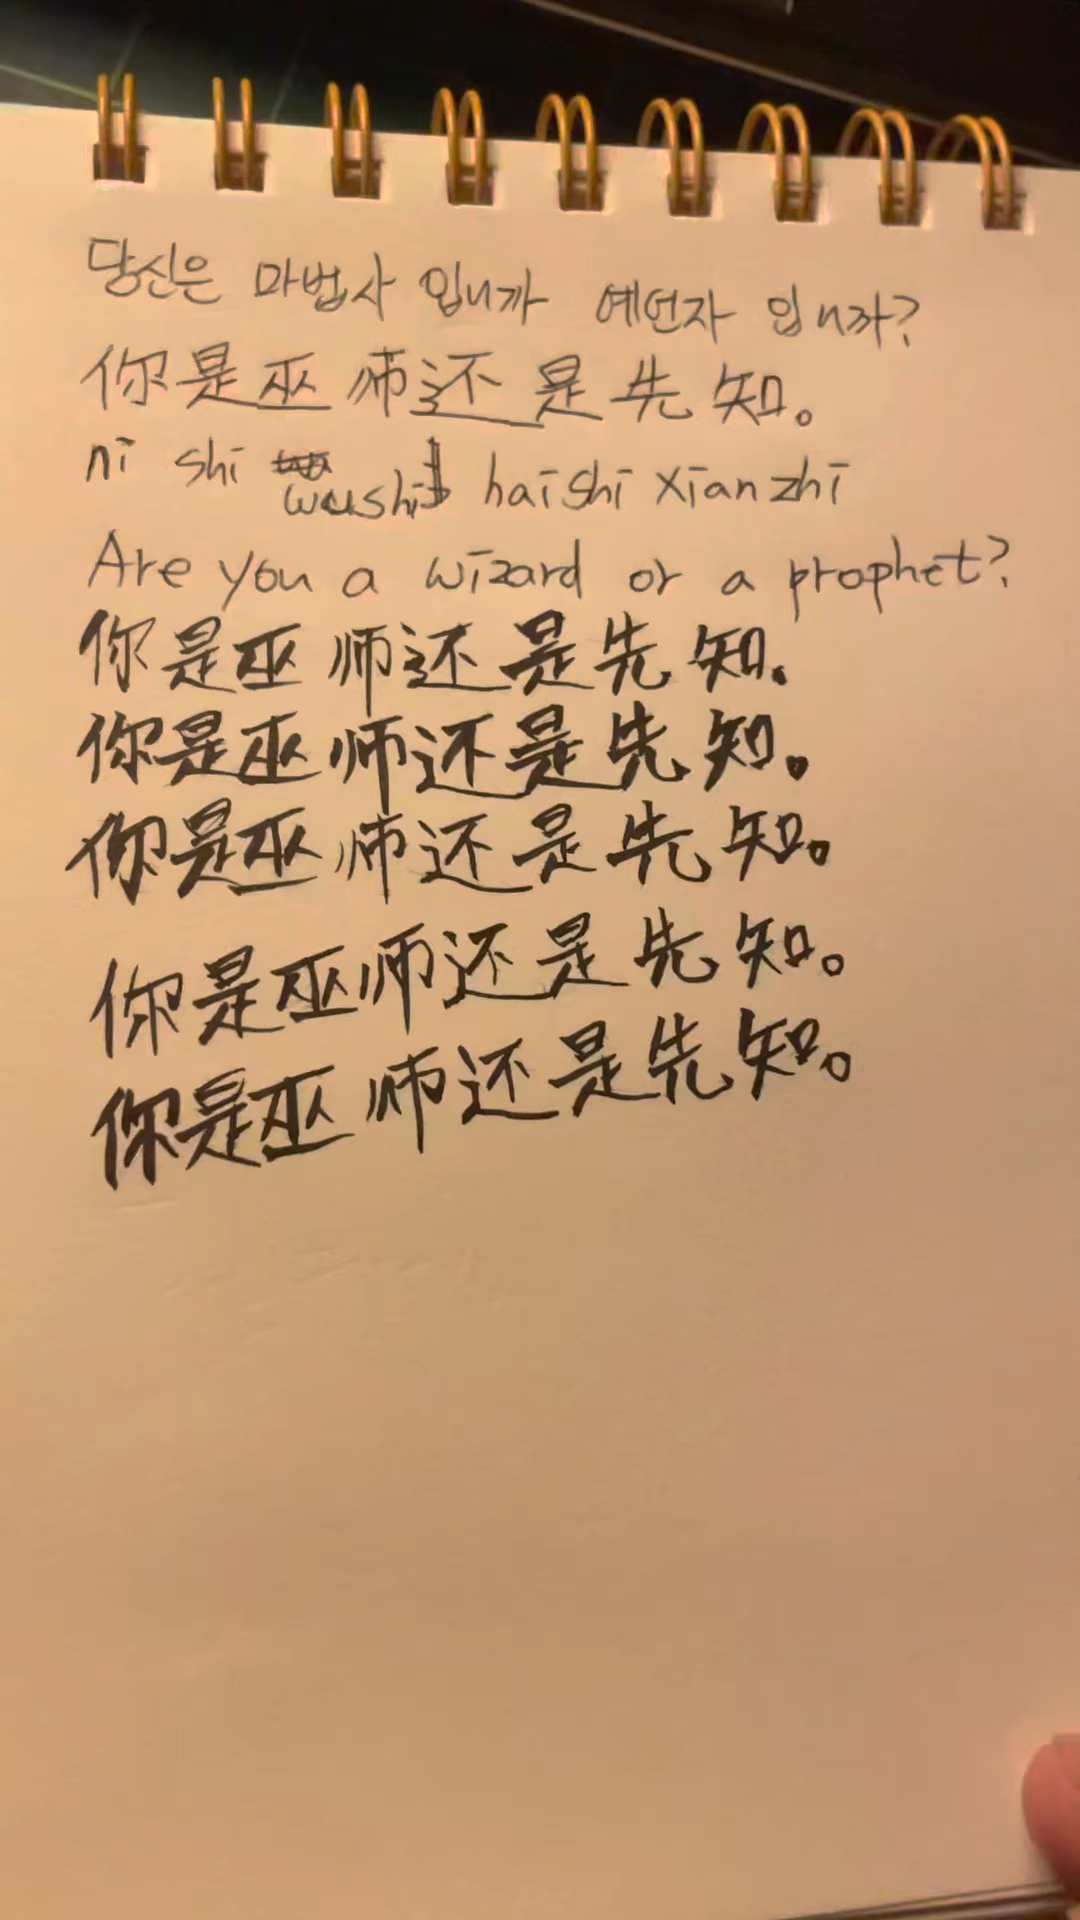 당신은 마법사 입니까 예언자 입니까?
你是巫师还是先知。
ni shi wushi haishi xianzhi
Are you a wizard or a prophet?
你是巫师还是先知.
你是巫师还是先知。
你是巫师还是先知。
你是巫师还是先知。
你是巫师还是先知。